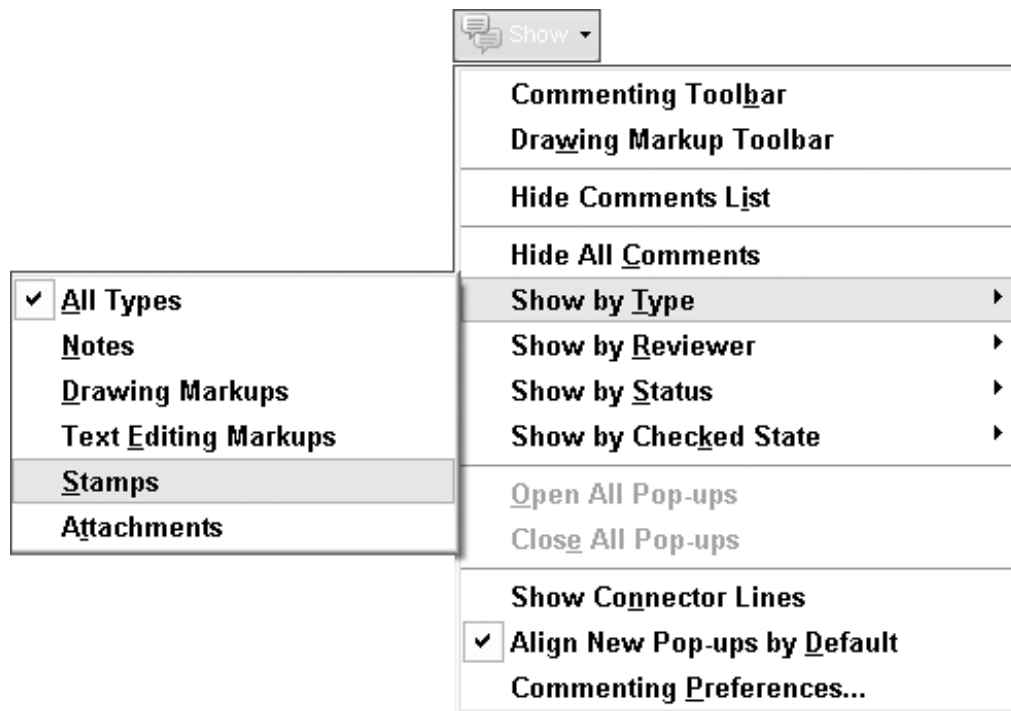 Show
Commenting Toolbar
Drawing Markup Toolbar
Hide Comments List
Hide All Comments
Show by Type
Show by Reviewer
Show by Status
Show by Checked State
Open All Pop-ups
Close All Pop-ups
Show Connector Lines
Align New Pop-ups by Default
Commenting Preferences...
All Types
Notes
Drawing Markups
Text Editing Markups
Stamps
Attachments